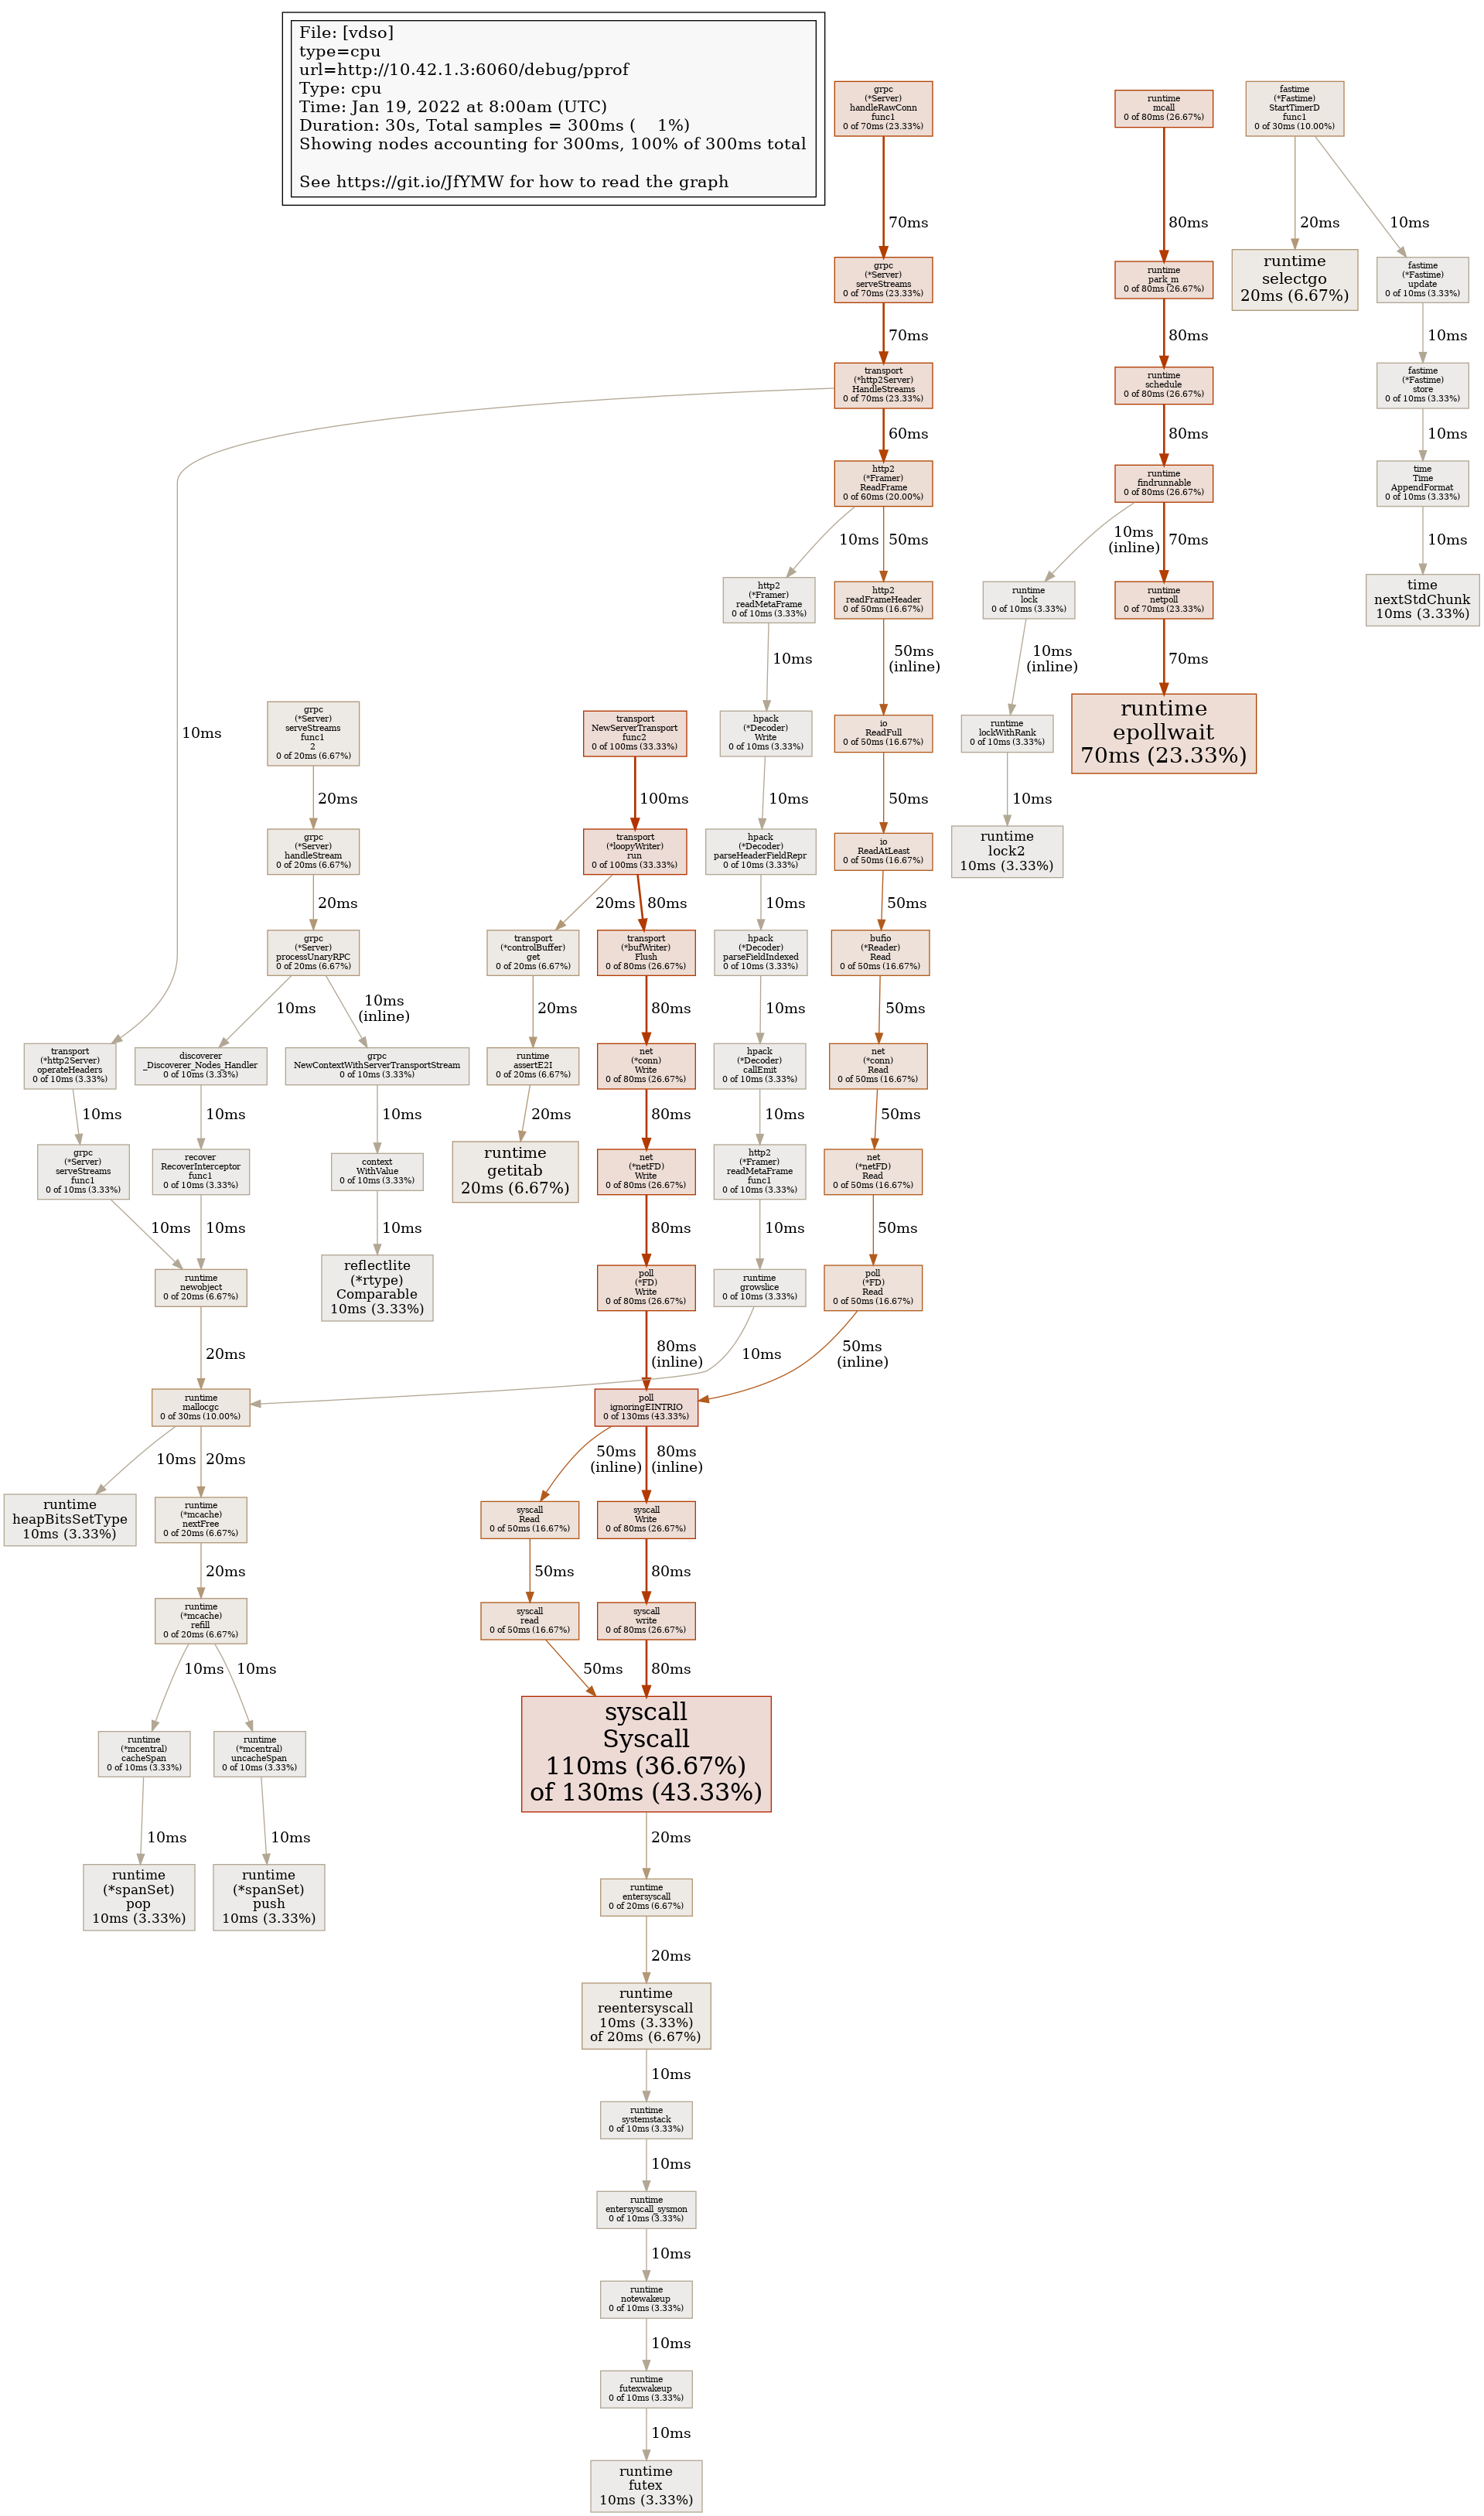 File: [vdso]
type=cpu
url=http://10.42.1.3:6060/debug/pprof
Type: cpu
Time: Jan 19, 2022 at 8:00am (UTC)
Duration: 30s, Total samples = 300ms (    1%)
Showing nodes accounting for 300ms, 100% of 300ms total
See https://git.io/JfYMW for how to read the graph
grpc
(*Server)
handleRawConn
func1
0 of 70ms (23.33%)
runtime
mcall
0 of 80ms (26.67%)
fastime
(*Fastime)
StartTimerD
func1
0 of 30ms (10.00%)
70ms
80ms
20ms
10ms
grpc
(*Server)
serveStreams
0 of 70ms (23.33%)
runtime
park_m
0 of 80ms (26.67%)
runtime
selectgo
20ms (6.67%)
fastime
(*Fastime)
update
0 of 10ms (3.33%)
70ms
80ms
10ms
transport
(*http2Server)
HandleStreams
0 of 70ms (23.33%)
runtime
schedule
0 of 80ms (26.67%)
fastime
(*Fastime)
store
0 of 10ms (3.33%)
60ms
80ms
10ms
http2
(*Framer)
ReadFrame
0 of 60ms (20.00%)
runtime
findrunnable
0 of 80ms (26.67%)
time
Time
AppendFormat
0 of 10ms (3.33%)
10ms
50ms
10ms
(inline)
70ms
10ms
http2
(*Framer)
readMetaFrame
0 of 10ms (3.33%)
http2
readFrameHeader
0 of 50ms (16.67%)
runtime
lock
0 of 10ms (3.33%)
runtime
netpoll
0 of 70ms (23.33%)
time
nextStdChunk
10ms (3.33%)
10ms
50ms
(inline)
10ms
(inline)
70ms
10ms
grpc
(*Server)
serveStreams
func1
2
0 of 20ms (6.67%)
transport
NewServerTransport
func2
0 of 100ms (33.33%)
hpack
(*Decoder)
Write
0 of 10ms (3.33%)
io
ReadFull
0 of 50ms (16.67%)
runtime
lockWithRank
0 of 10ms (3.33%)
runtime
epollwait
70ms (23.33%)
20ms
100ms
10ms
50ms
10ms
grpc
(*Server)
handleStream
0 of 20ms (6.67%)
transport
(*loopyWriter)
run
0 of 100ms (33.33%)
hpack
(*Decoder)
parseHeaderFieldRepr
0 of 10ms (3.33%)
io
ReadAtLeast
0 of 50ms (16.67%)
runtime
lock2
10ms (3.33%)
20ms
20ms
80ms
10ms
50ms
grpc
(*Server)
processUnaryRPC
0 of 20ms (6.67%)
transport
(*controlBuffer)
get
0 of 20ms (6.67%)
transport
(*bufWriter)
Flush
0 of 80ms (26.67%)
hpack
(*Decoder)
parseFieldIndexed
0 of 10ms (3.33%)
bufio
(*Reader)
Read
0 of 50ms (16.67%)
10ms
10ms
(inline)
20ms
80ms
10ms
50ms
transport
(*http2Server)
operateHeaders
0 of 10ms (3.33%)
discoverer
_Discoverer_Nodes_Handler
0 of 10ms (3.33%)
grpc
NewContextWithServerTransportStream
0 of 10ms (3.33%)
runtime
assertE2I
0 of 20ms (6.67%)
net
(*conn)
Write
0 of 80ms (26.67%)
hpack
(*Decoder)
callEmit
0 of 10ms (3.33%)
net
(*conn)
Read
0 of 50ms (16.67%)
10ms
10ms
10ms
20ms
80ms
10ms
50ms
grpc
(*Server)
serveStreams
func1
0 of 10ms (3.33%)
recover
RecoverInterceptor
func1
0 of 10ms (3.33%)
context
WithValue
0 of 10ms (3.33%)
runtime
getitab
20ms (6.67%)
net
(*netFD)
Write
0 of 80ms (26.67%)
http2
(*Framer)
readMetaFrame
func1
0 of 10ms (3.33%)
net
(*netFD)
Read
0 of 50ms (16.67%)
10ms
10ms
10ms
80ms
10ms
50ms
runtime
newobject
0 of 20ms (6.67%)
reflectlite
(*rtype)
Comparable
10ms (3.33%)
poll
(*FD)
Write
0 of 80ms (26.67%)
runtime
growslice
0 of 10ms (3.33%)
poll
(*FD)
Read
0 of 50ms (16.67%)
20ms
80ms
(inline)
10ms
50ms
(inline)
runtime
mallocgc
0 of 30ms (10.00%)
poll
ignoringEINTRIO
0 of 130ms (43.33%)
10ms
20ms
50ms
(inline)
80ms
(inline)
runtime
heapBitsSetType
10ms (3.33%)
runtime
(*mcache)
nextFree
0 of 20ms (6.67%)
syscall
Read
0 of 50ms (16.67%)
syscall
Write
0 of 80ms (26.67%)
20ms
50ms
80ms
runtime
(*mcache)
refill
0 of 20ms (6.67%)
syscall
read
0 of 50ms (16.67%)
syscall
write
0 of 80ms (26.67%)
10ms
10ms
50ms
80ms
runtime
(*mcentral)
cacheSpan
0 of 10ms (3.33%)
runtime
(*mcentral)
uncacheSpan
0 of 10ms (3.33%)
syscall
Syscall
110ms (36.67%)
of 130ms (43.33%)
10ms
10ms
20ms
runtime
(*spanSet)
pop
10ms (3.33%)
runtime
(*spanSet)
push
10ms (3.33%)
runtime
entersyscall
0 of 20ms (6.67%)
20ms
runtime
reentersyscall
10ms (3.33%)
of 20ms (6.67%)
10ms
runtime
systemstack
0 of 10ms (3.33%)
10ms
runtime
entersyscall_sysmon
0 of 10ms (3.33%)
10ms
runtime
notewakeup
0 of 10ms (3.33%)
10ms
runtime
futexwakeup
0 of 10ms (3.33%)
10ms
runtime
futex
10ms (3.33%)